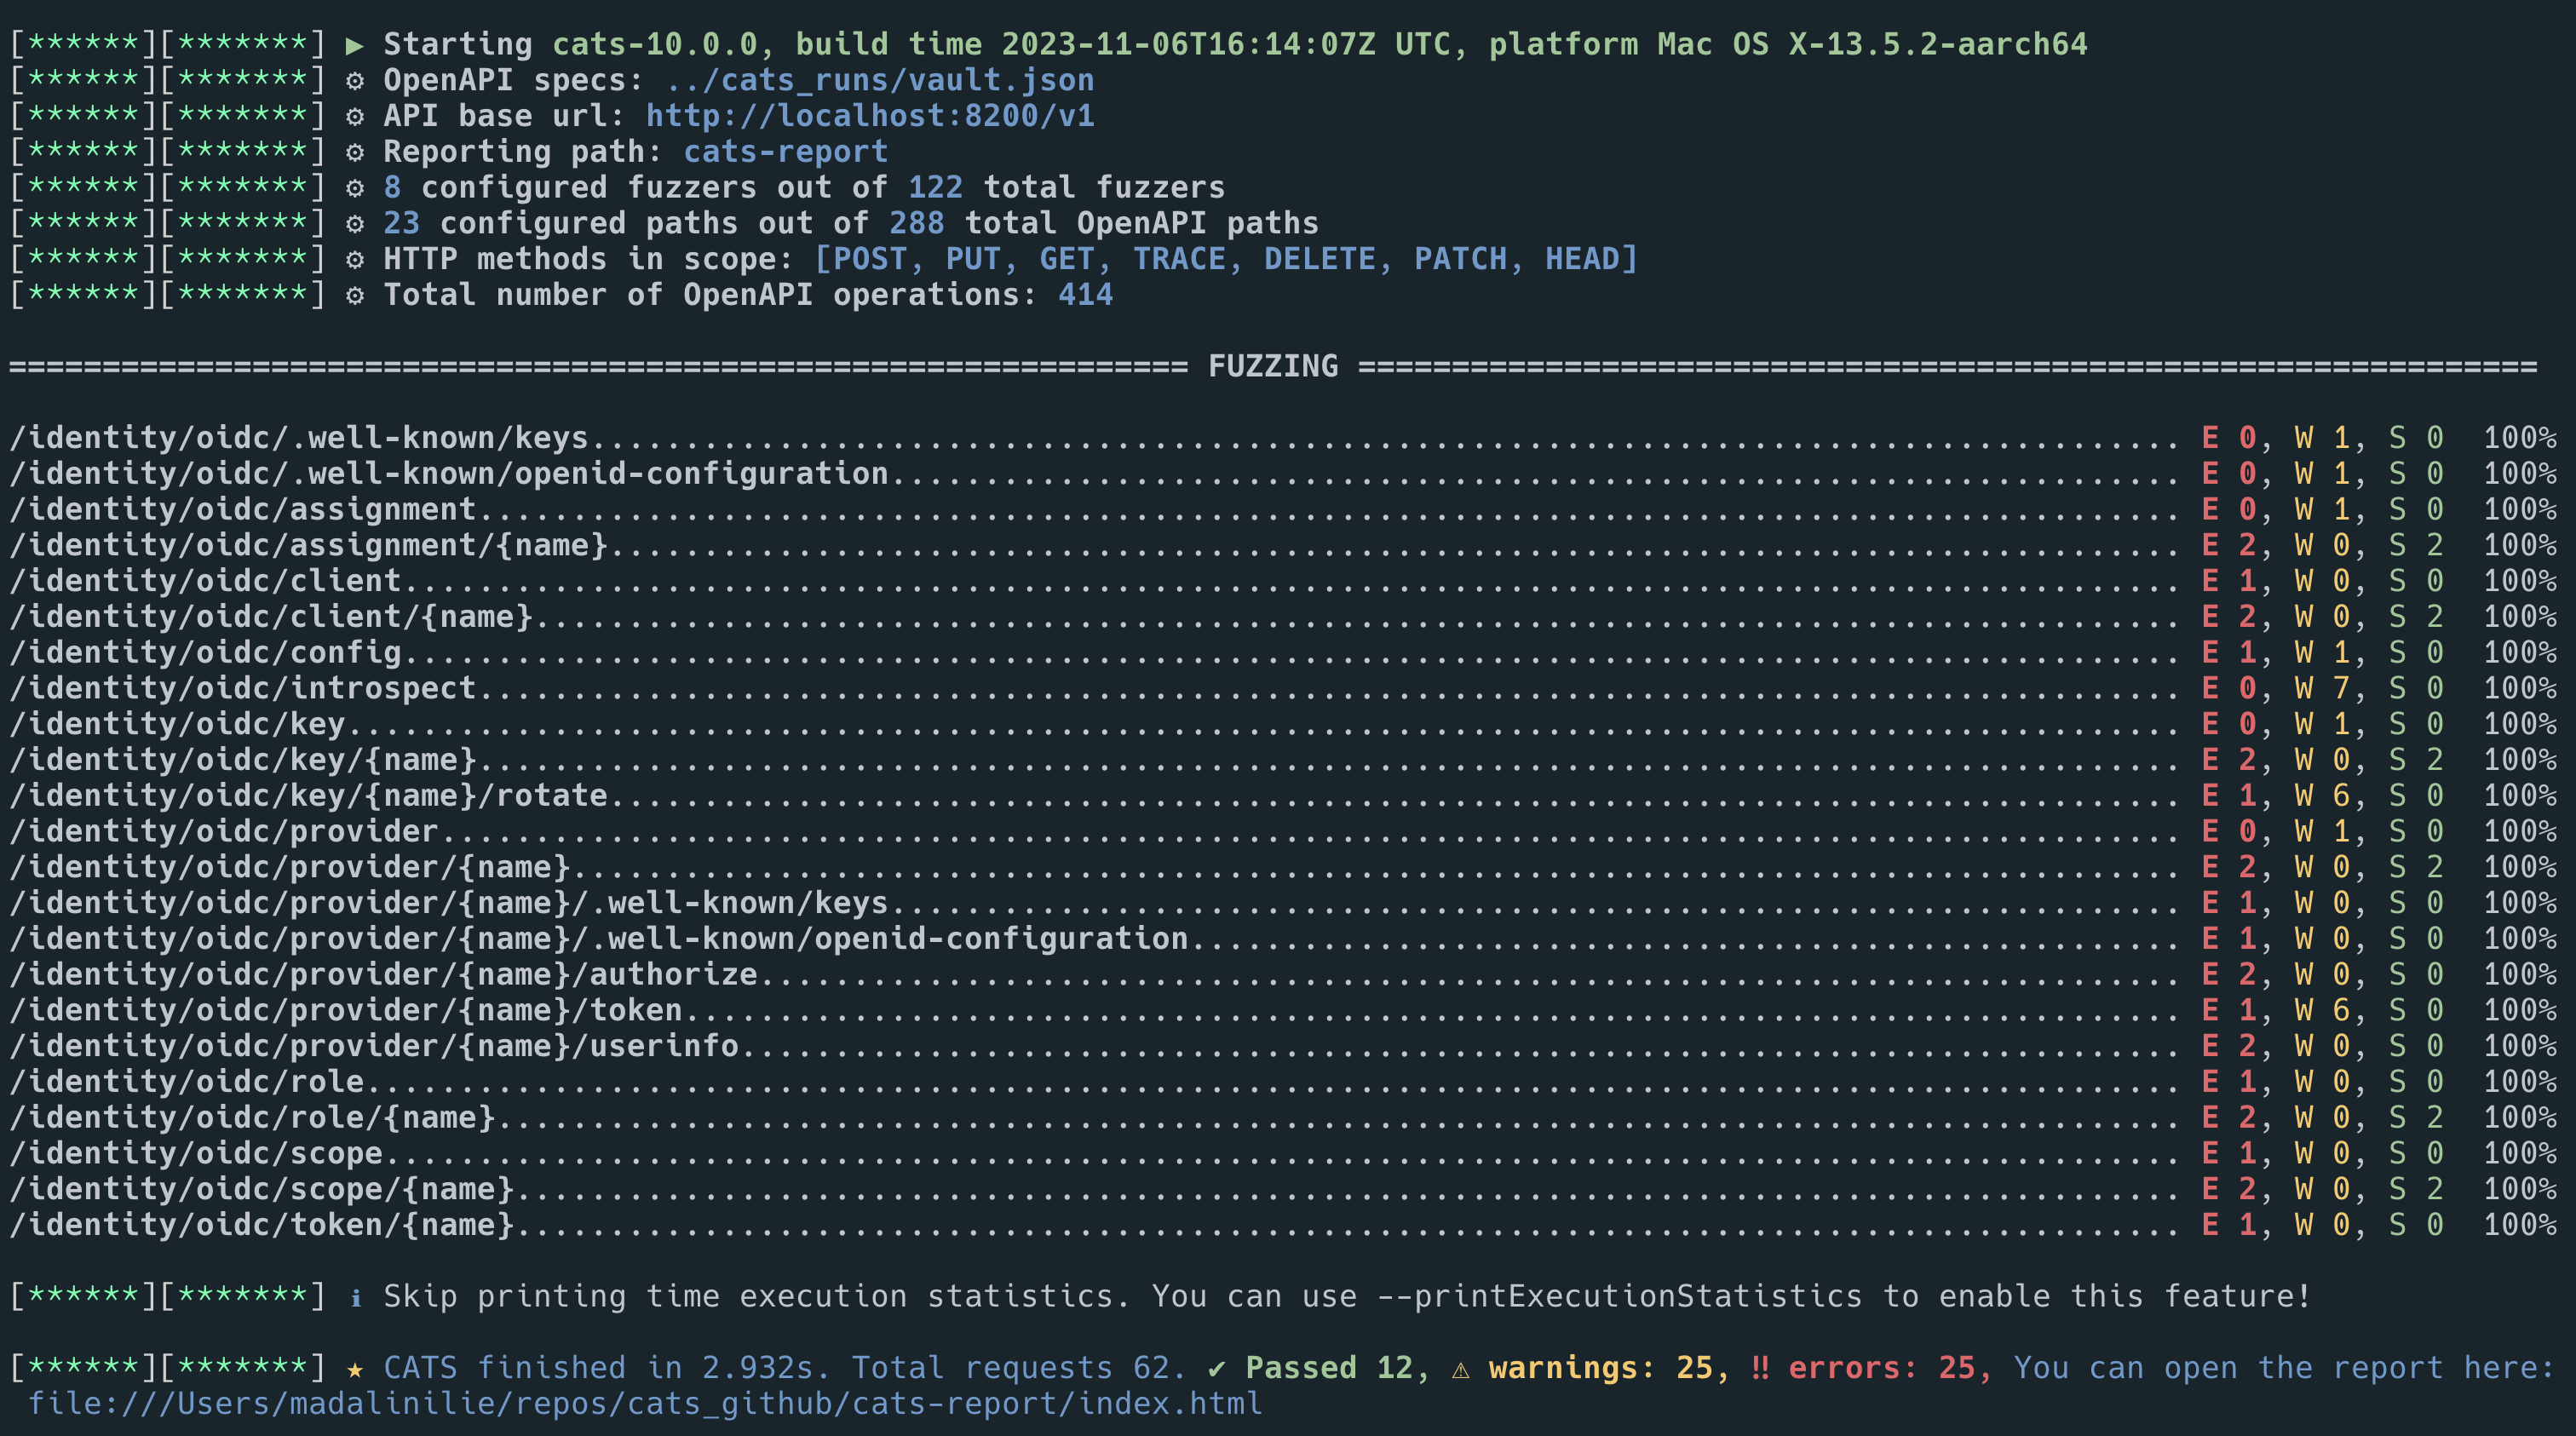 [******][*******] ▶ Starting cats-10.0.0, build time 2023-11-06T16:14:07Z UTC, platform Mac OS X-13.5.2-aarch64
[******][*******] ⚙ OpenAPI specs: ../cats_runs/vault.json
[******][*******] ⚙ API base url: http://localhost:8200/v1
[******][*******] ⚙ Reporting path: cats-report
[******][*******] ⚙ 8 configured fuzzers out of 122 total fuzzers
[******][*******] ⚙ 23 configured paths out of 288 total OpenAPI paths
[******][*******] ⚙ HTTP methods in scope: [POST, PUT, GET, TRACE, DELETE, PATCH, HEAD]
[******][*******] ⚙ Total number of OpenAPI operations: 414
=============================================================== FUZZING ===============================================================
/identity/oidc/.well-known/keys..................................................................................... E 0, W 1, S 0  100%
/identity/oidc/.well-known/openid-configuration..................................................................... E 0, W 1, S 0  100%
/identity/oidc/assignment........................................................................................... E 0, W 1, S 0  100%
/identity/oidc/assignment/{name}.................................................................................... E 2, W 0, S 2  100%
/identity/oidc/client............................................................................................... E 1, W 0, S 0  100%
/identity/oidc/client/{name}........................................................................................ E 2, W 0, S 2  100%
/identity/oidc/config............................................................................................... E 1, W 1, S 0  100%
/identity/oidc/introspect........................................................................................... E 0, W 7, S 0  100%
/identity/oidc/key.................................................................................................. E 0, W 1, S 0  100%
/identity/oidc/key/{name}........................................................................................... E 2, W 0, S 2  100%
/identity/oidc/key/{name}/rotate.................................................................................... E 1, W 6, S 0  100%
/identity/oidc/provider............................................................................................. E 0, W 1, S 0  100%
/identity/oidc/provider/{name}...................................................................................... E 2, W 0, S 2  100%
/identity/oidc/provider/{name}/.well-known/keys..................................................................... E 1, W 0, S 0  100%
/identity/oidc/provider/{name}/.well-known/openid-configuration..................................................... E 1, W 0, S 0  100%
/identity/oidc/provider/{name}/authorize............................................................................ E 2, W 0, S 0  100%
/identity/oidc/provider/{name}/token................................................................................ E 1, W 6, S 0  100%
/identity/oidc/provider/{name}/userinfo............................................................................. E 2, W 0, S 0  100%
/identity/oidc/role................................................................................................. E 1, W 0, S 0  100%
/identity/oidc/role/{name}.......................................................................................... E 2, W 0, S 2  100%
/identity/oidc/scope................................................................................................ E 1, W 0, S 0  100%
/identity/oidc/scope/{name}......................................................................................... E 2, W 0, S 2  100%
/identity/oidc/token/{name}......................................................................................... E 1, W 0, S 0  100%
[******][*******] ℹ Skip printing time execution statistics. You can use --printExecutionStatistics to enable this feature!
[******][*******] ★ CATS finished in 2.932s. Total requests 62. ✔ Passed 12, ⚠ warnings: 25, ‼ errors: 25, You can open the report here:
file:///Users/madalinilie/repos/cats_github/cats-report/index.html